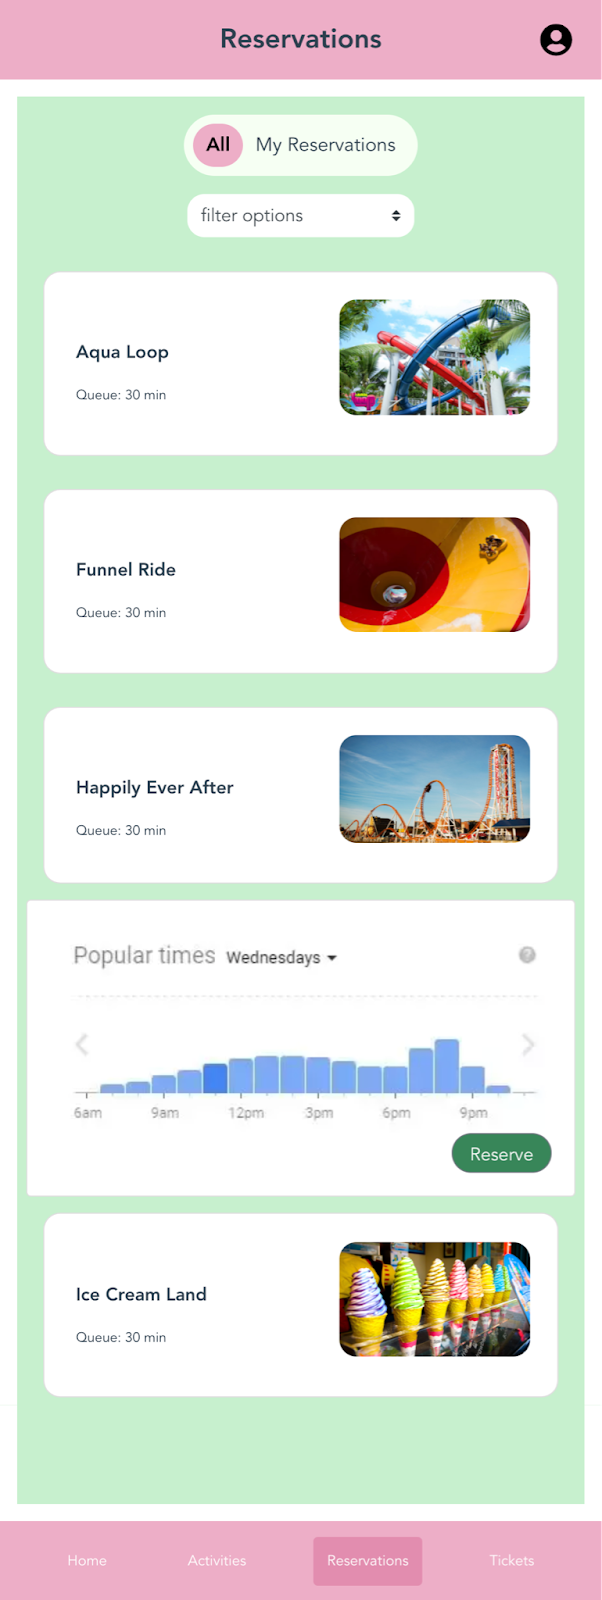 Reservations
All My Reservations
filter options
Aqua Loop
Queue: 30 min
Funnel Ride
Queue: 30 min
Happily Ever After
Queue: 30 min
Popular times Wednesdays
?
6am 9am 12pm 3pm 6pm 9pm
Reserve
Ice Cream Land
Queue: 30 min
Home Activities Reservations Tickets